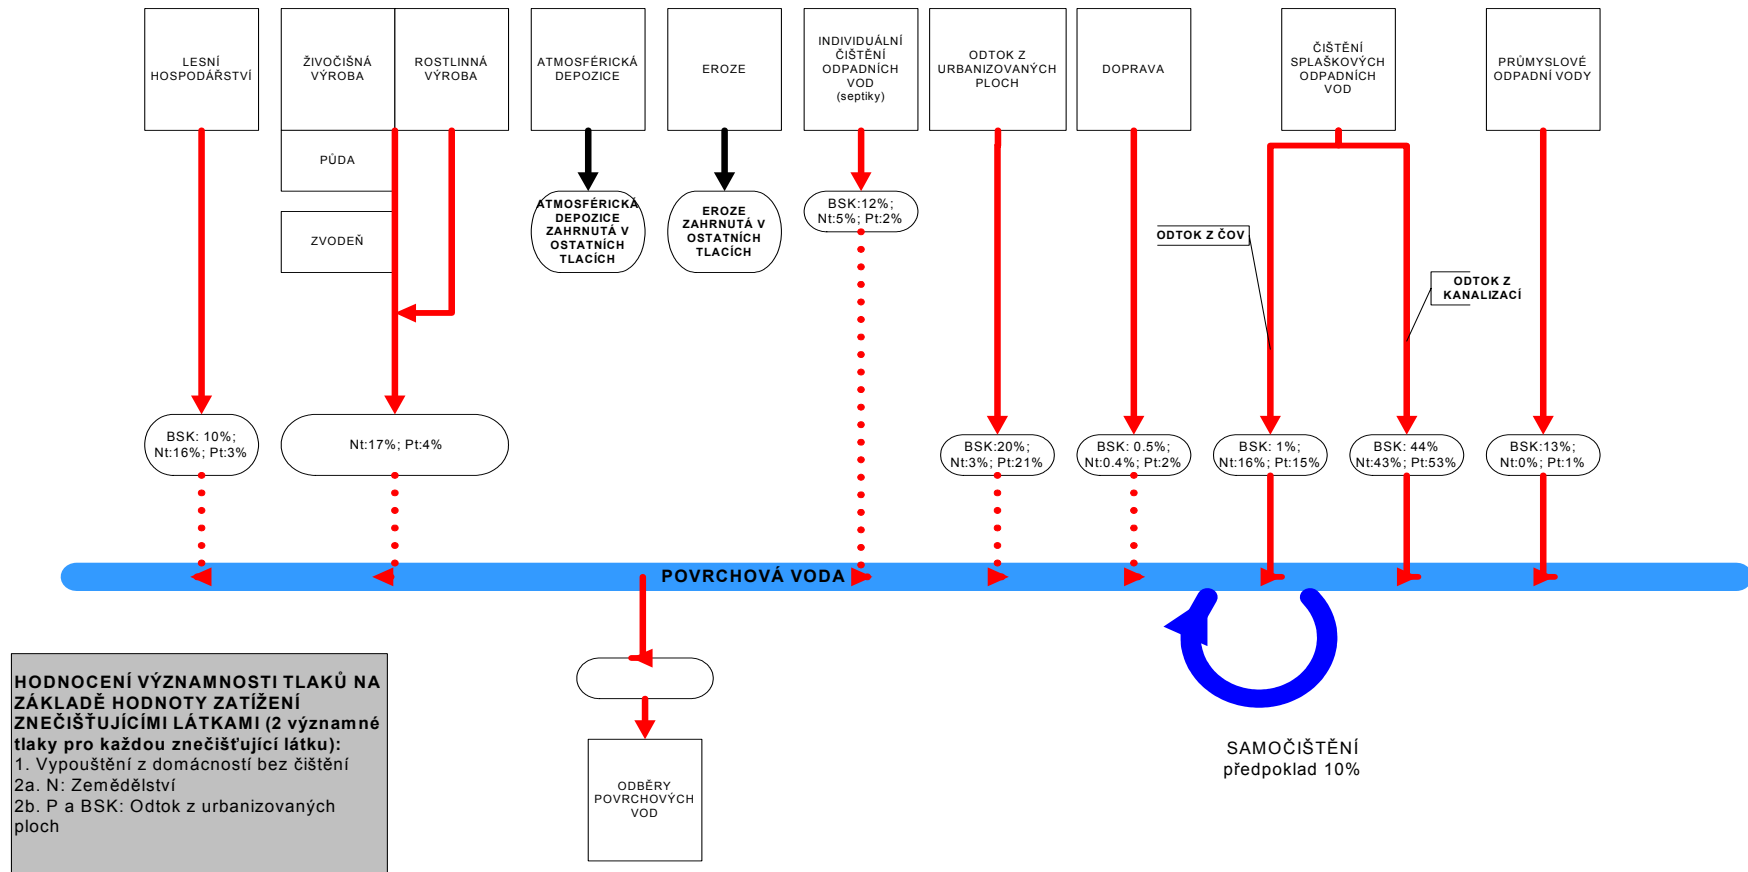 LESNÍ
HOSPODÁŘSTVÍ
ŽIVOČIŠNÁ
VÝROBA
ROSTLINNÁ
VÝROBA
ATMOSFÉRICKÁ
DEPOZICE
EROZE
INDIVIDUÁLNÍ
ČIŠTĚNÍ
ODPADNÍCH
VOD
(septiky)
ODTOK Z
URBANIZOVANÝCH
PLOCH
DOPRAVA
ČIŠTĚNÍ
SPLAŠKOVÝCH
ODPADNÍCH
VOD
PRŮMYSLOVÉ
ODPADNÍ VODY
PŮDA
ZVODEŇ
ATMOSFÉRICKÁ
DEPOZICE
ZAHRNUTÁ V
OSTATNÍCH
TLACÍCH
EROZE
ZAHRNUTÁ V
OSTATNÍCH
TLACÍCH
BSK:12%;
Nt:5%; Pt:2%
ODTOK Z ČOV
ODTOK Z
KANALIZACÍ
BSK: 10%;
Nt:16%; Pt:3%
Nt:17%; Pt:4%
BSK:20%;
Nt:3%; Pt:21%
BSK: 0.5%;
Nt:0.4%; Pt:2%
BSK: 1%;
Nt:16%; Pt:15%
BSK: 44%
Nt:43%; Pt:53%
BSK:13%;
Nt:0%; Pt:1%
POVRCHOVÁ VODA
HODNOCENÍ VÝZNAMNOSTI TLAKŮ NA
ZÁKLADĚ HODNOTY ZATÍŽENÍ
ZNEČIŠŤUJÍCÍMI LÁTKAMI (2 významné
tlaky pro každou znečišťující látku):
1. Vypouštění z domácností bez čištění
2a. N: Zemědělství
2b. P a BSK: Odtok z urbanizovaných
ploch
ODBĚRY
POVRCHOVÝCH
VOD
SAMOČIŠTĚNÍ
předpoklad 10%